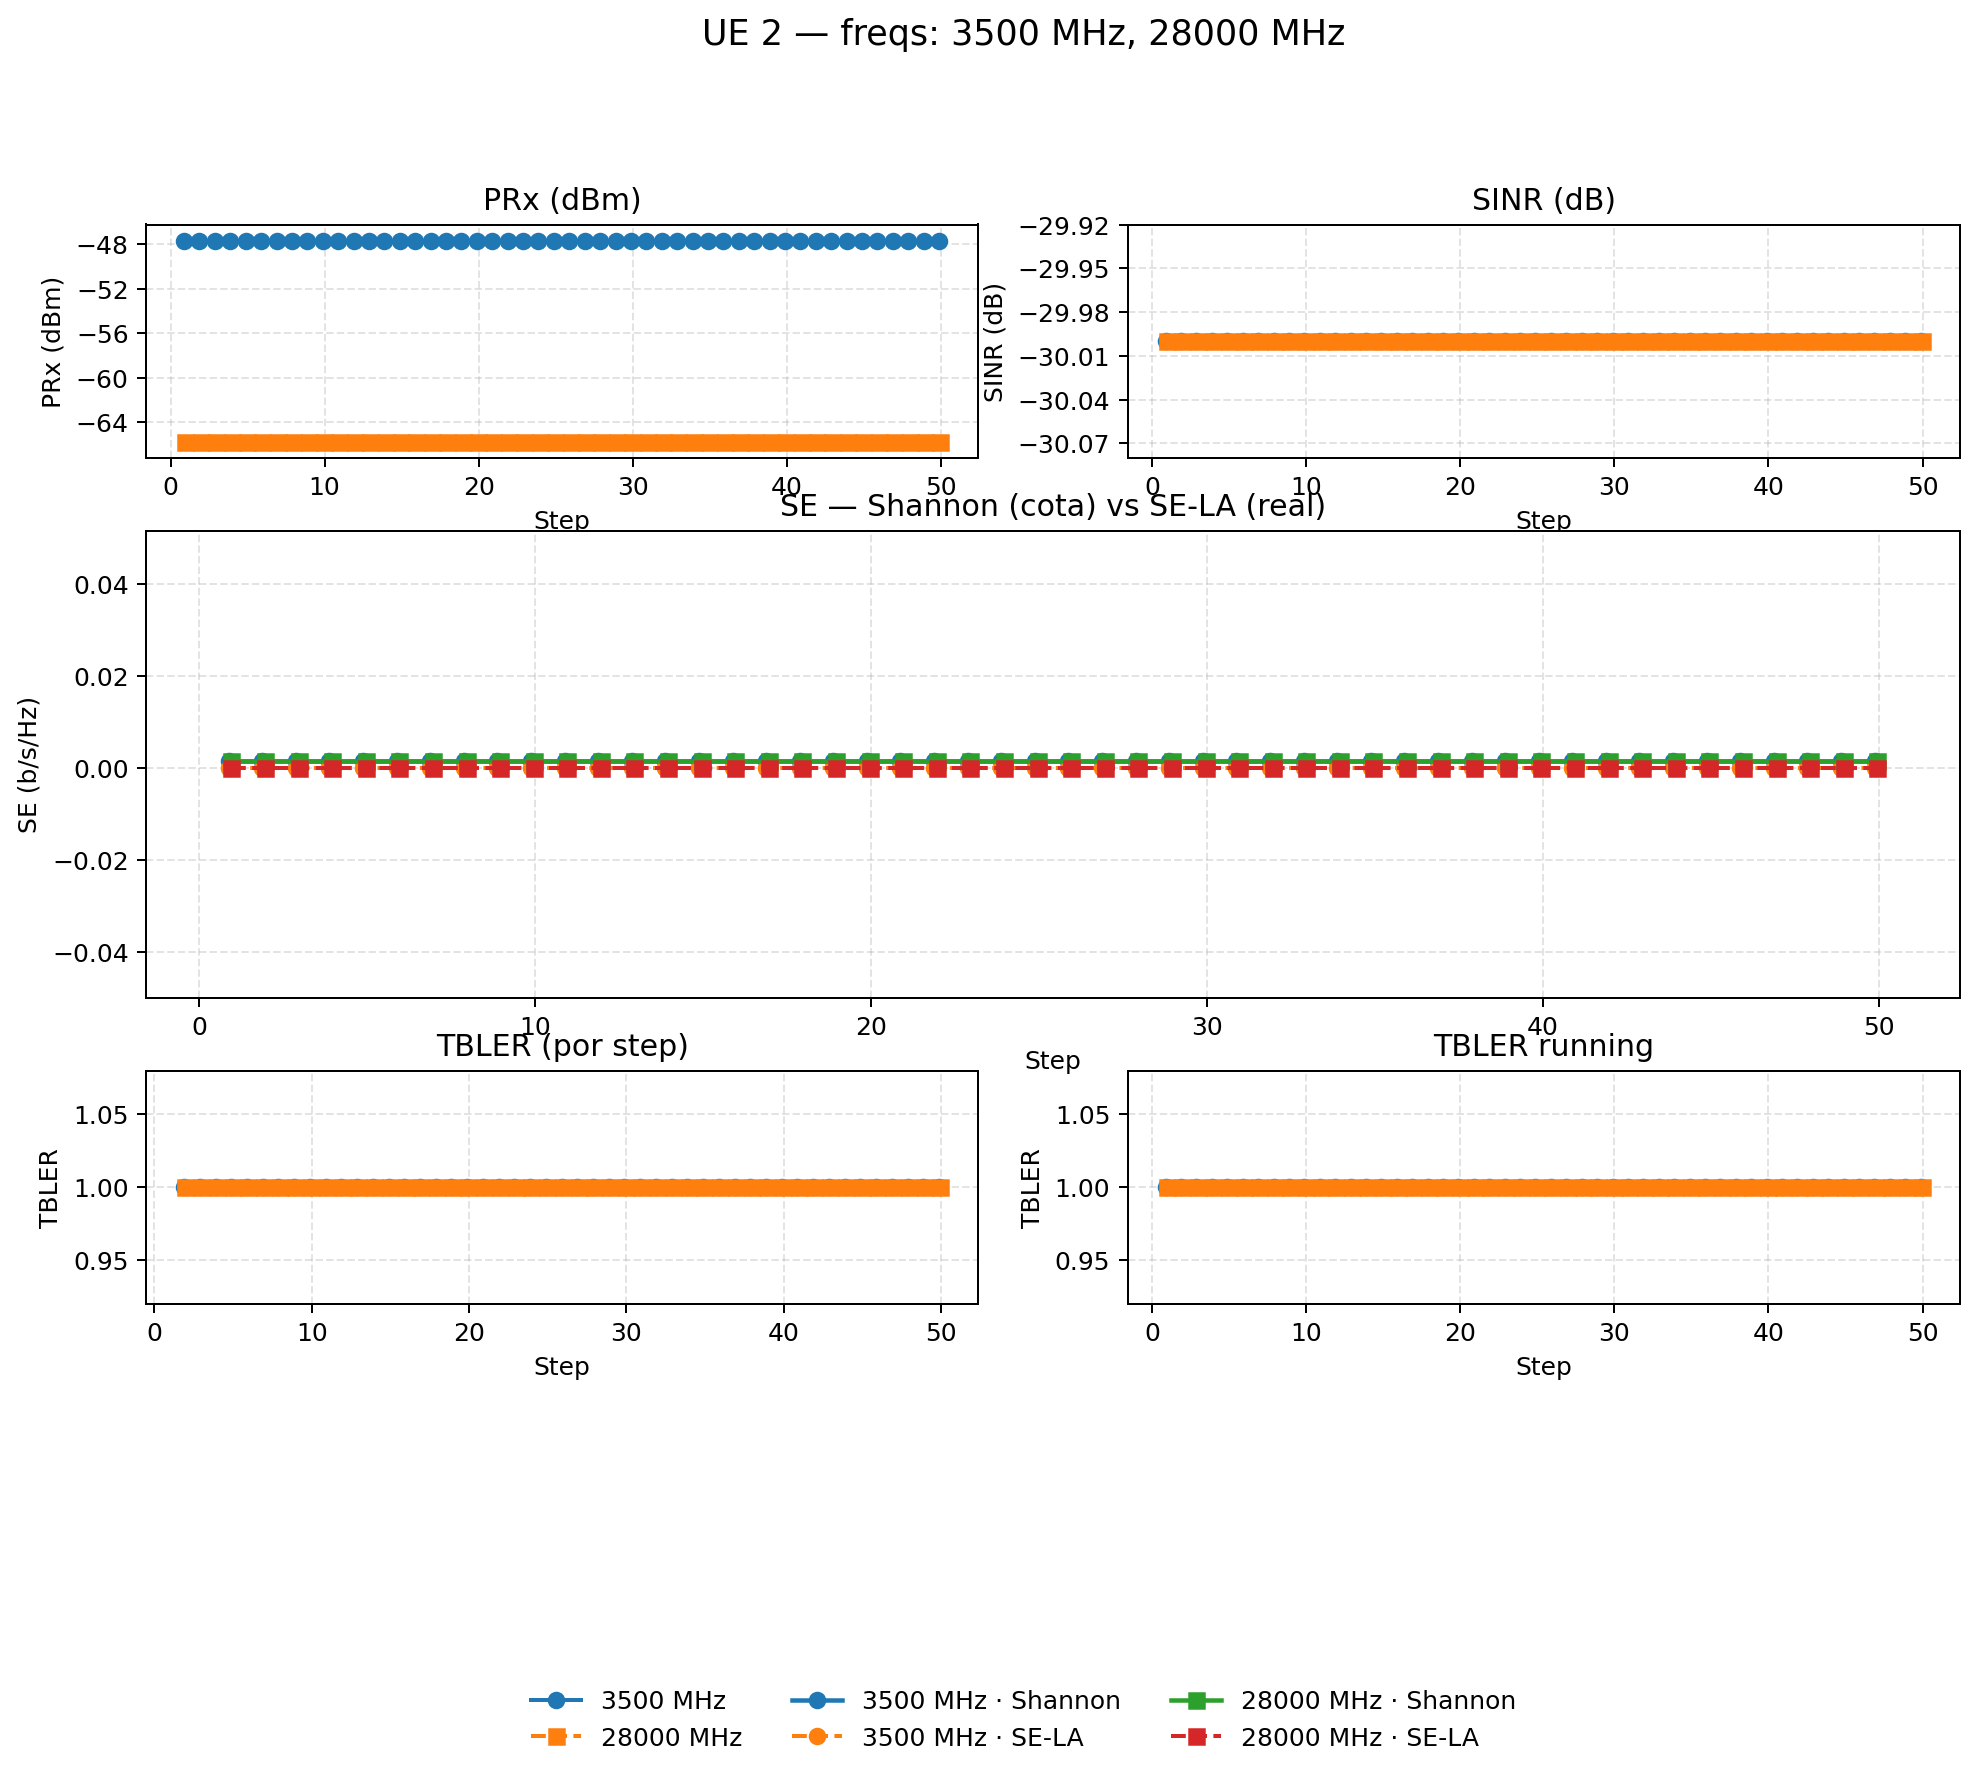 UE 2 — freqs: 3500 MHz, 28000 MHz
PRx (dBm)
PRx (dBm)
−48
−52
−56
−60
−64
0 10 20 30 40 50
Step
SINR (dB)
SINR (dB)
−29.92
−29.95
−29.98
−30.01
−30.04
−30.07
0 10 20 30 40 50
Step
SE — Shannon (cota) vs SE-LA (real)
SE (b/s/Hz)
0.04
0.02
0.00
−0.02
−0.04
0 10 20 30 40 50
Step
TBLER (por step)
TBLER
1.05
1.00
0.95
0 10 20 30 40 50
Step
TBLER running
TBLER
1.05
1.00
0.95
0 10 20 30 40 50
Step
3500 MHz
28000 MHz
3500 MHz · Shannon
3500 MHz · SE-LA
28000 MHz · Shannon
28000 MHz · SE-LA